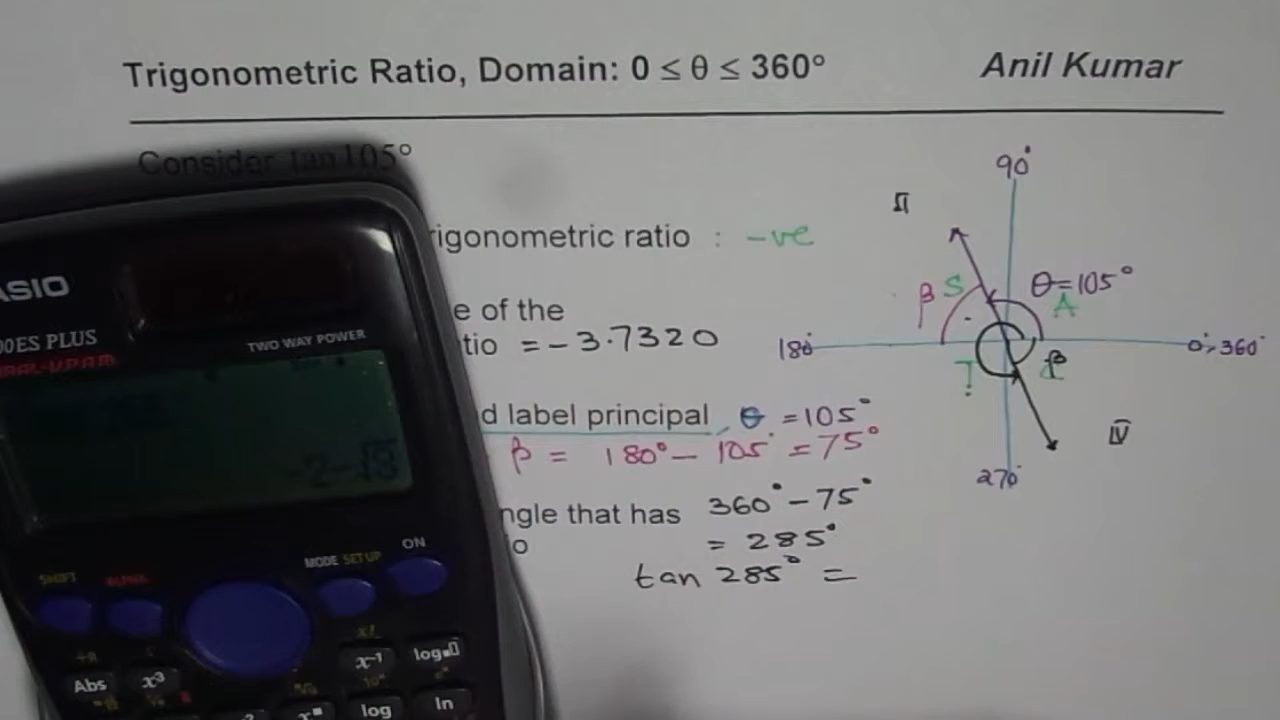 Trigonometric Ratio, Domain: 0 ≤ θ ≤ 360° Anil Kumar
Consider tan105°
rigonometric ratio : -ve
e of the
tio = -3.7320
d label principal, θ = 105°
β = 180° - 105° = 75°
ngle that has 360° - 75°
o = 285°
tan 285° =
90°
II
θ=105°
β S A
180° 0°, 360°
T β
IV
270°
ASIO
00ES PLUS
TWO WAY POWER
-2-√3
ON
MODE SETUP
SHIFT ALPHA
x!
x⁻¹ log
Abs x³
log ln